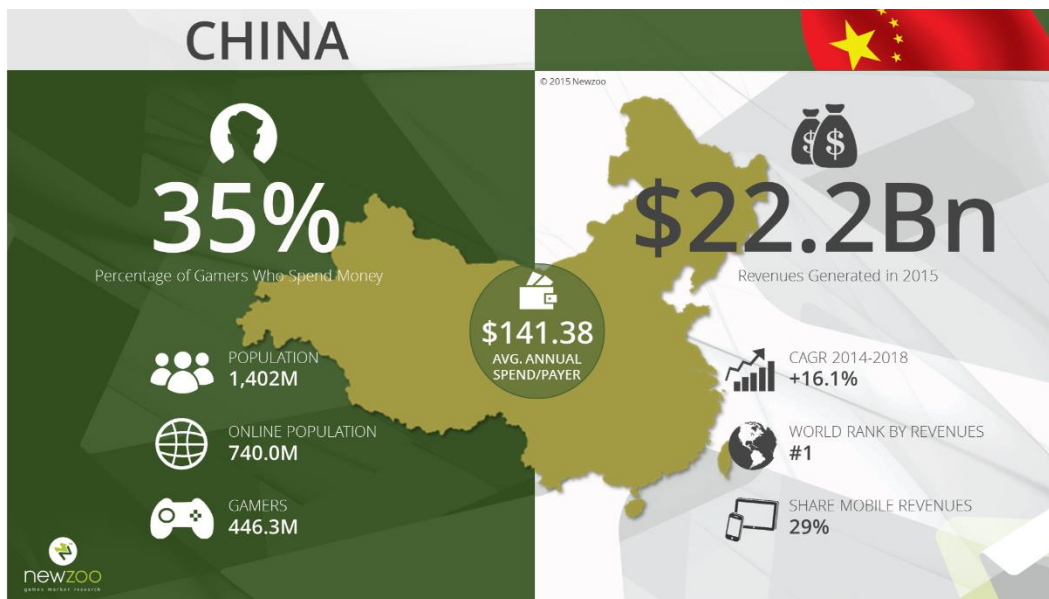 CHINA
© 2015 Newzoo
35%
Percentage of Gamers Who Spend Money
$ $
$22.2Bn
Revenues Generated in 2015
$141.38
AVG. ANNUAL
SPEND/PAYER
POPULATION
1,402M
ONLINE POPULATION
740.0M
GAMERS
446.3M
CAGR 2014-2018
+16.1%
WORLD RANK BY REVENUES
#1
SHARE MOBILE REVENUES
29%
newzoo
games market research